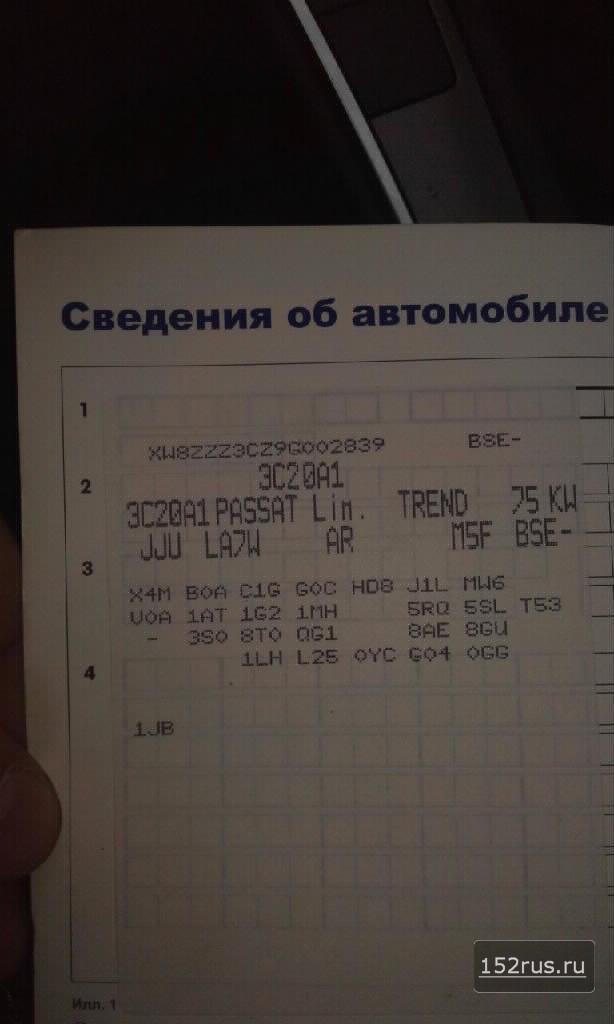 Сведения об автомобиле
1
XW8ZZZ3CZ9G002839 BSE-
3C20A1
2
3C20A1 PASSAT Lim. TREND 75 KW
JJU LA7W AR M5F BSE-
3
X4M B0A C1G G0C HD8 J1L MW6
U0A 1AT 1G2 1MH 5RQ 5SL T53
- 3S0 8T0 QG1 8AE 8GU
1LH L25 0YC G04 0GG
4
1JB
Илл. 1
152rus.ru